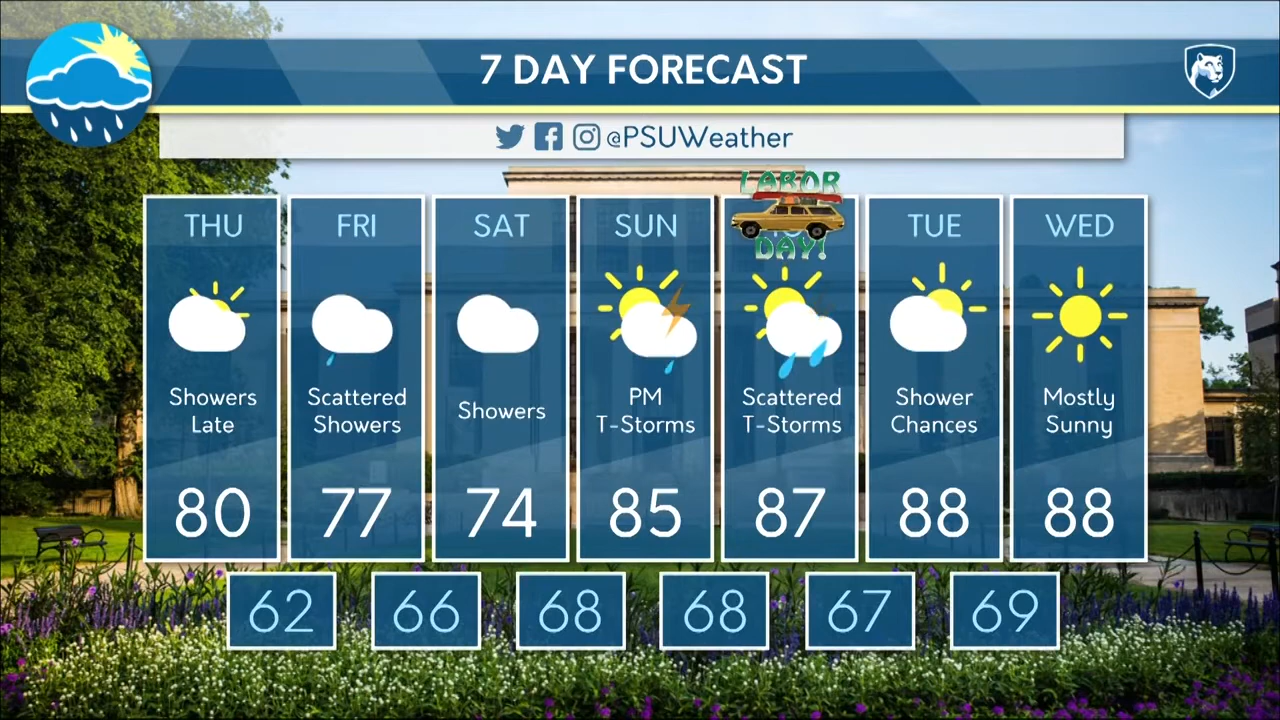 7 DAY FORECAST
@PSUWeather
LABOR
DAY!
THU
FRI
SAT
SUN
TUE
WED
Showers
Late
Scattered
Showers
Showers
PM
T-Storms
Scattered
T-Storms
Shower
Chances
Mostly
Sunny
80
77
74
85
87
88
88
62
66
68
68
67
69